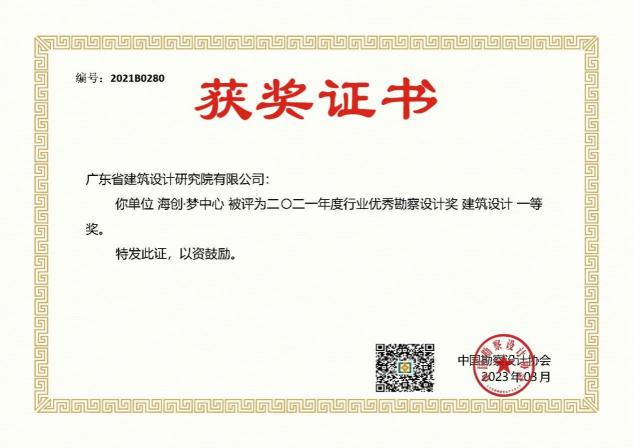 编号：2021B0280
获奖证书
广东省建筑设计研究院有限公司：
你单位 海创·梦中心 被评为二〇二一年度行业优秀勘察设计奖 建筑设计 一等
奖。
特发此证，以资鼓励。
中国勘察设计协会
2023年03月